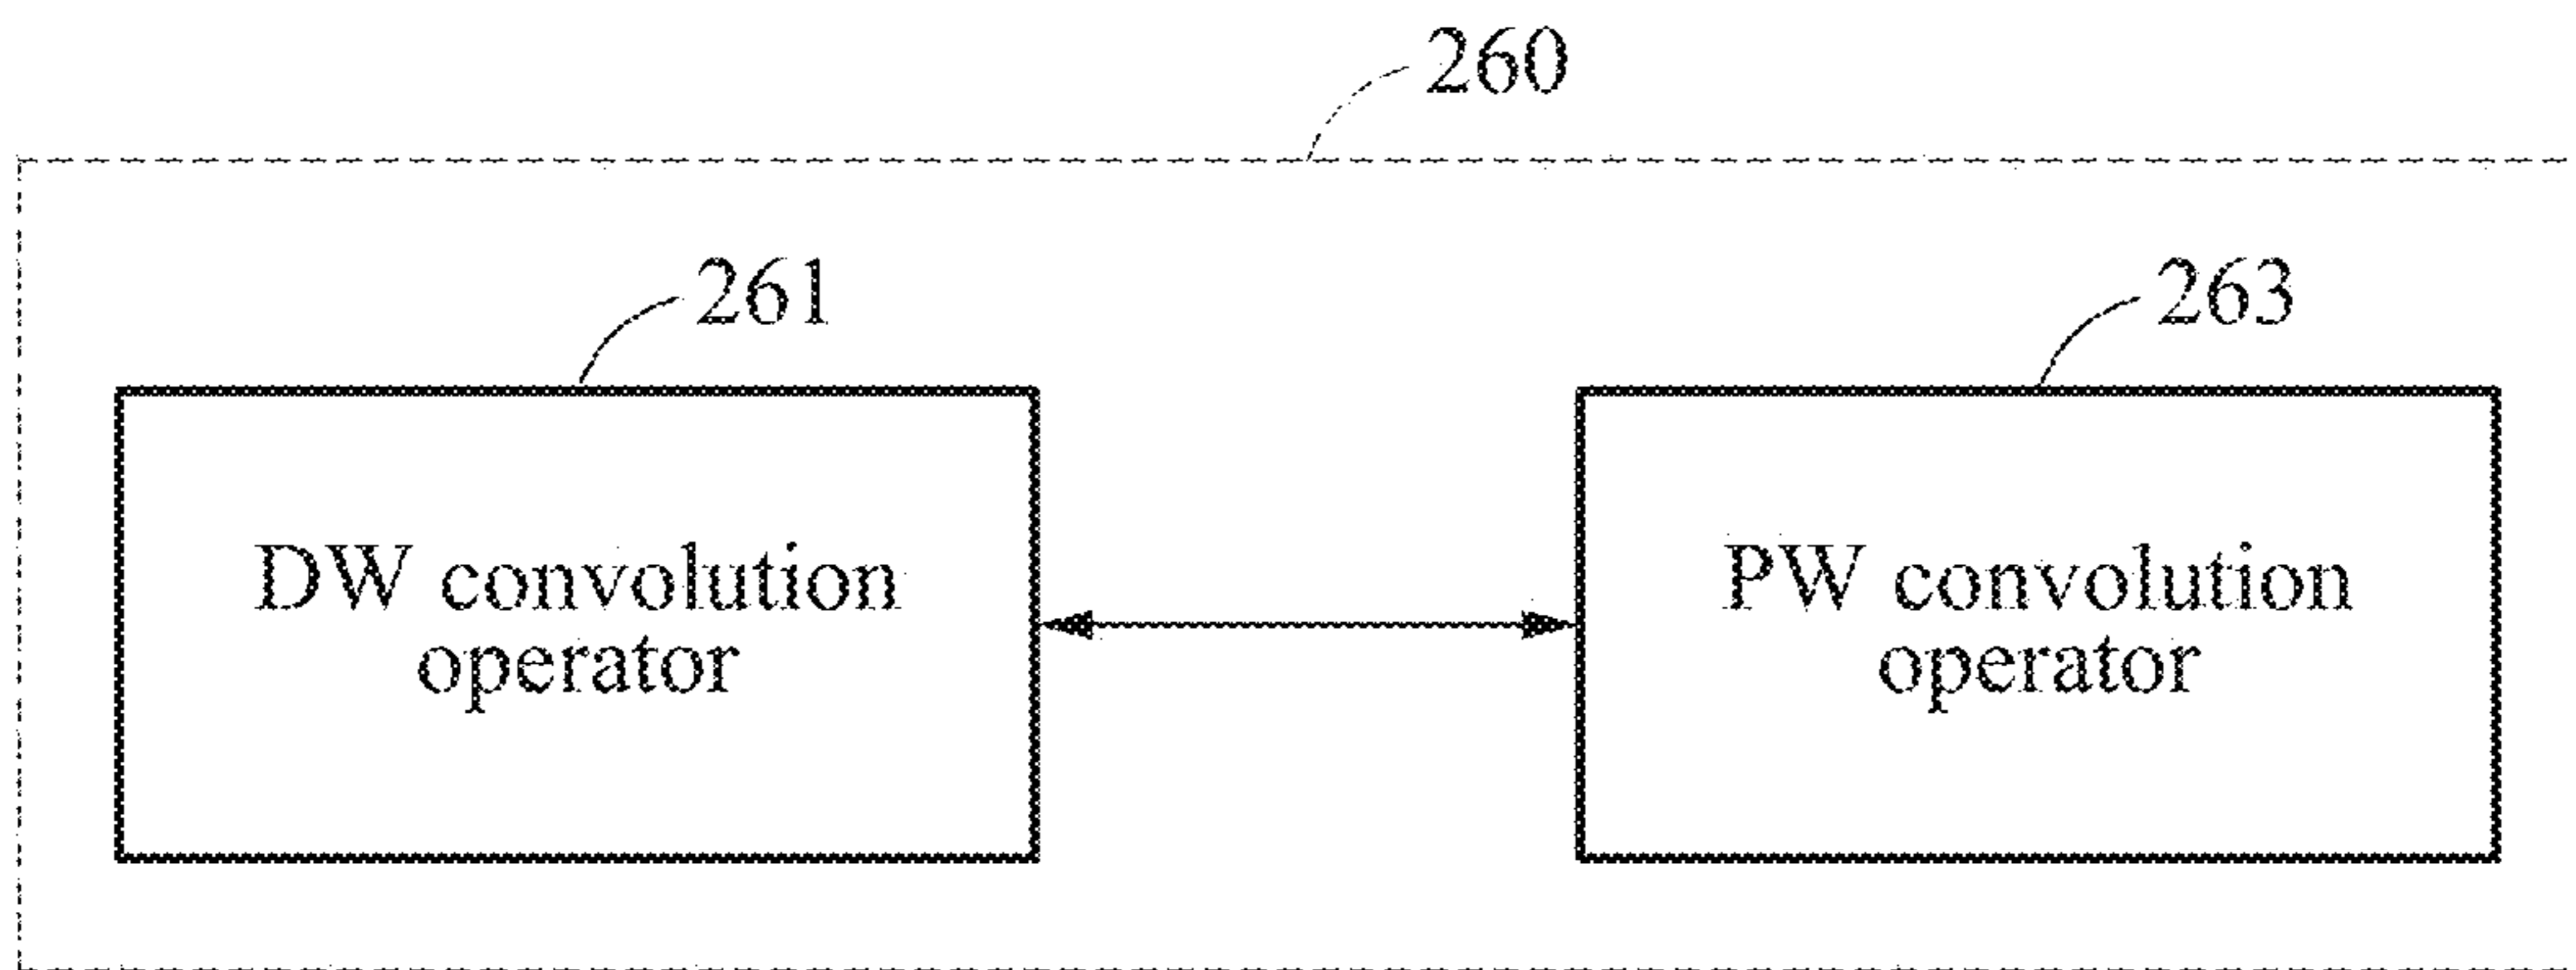 260
261
263
DW convolution
operator
PW convolution
operator